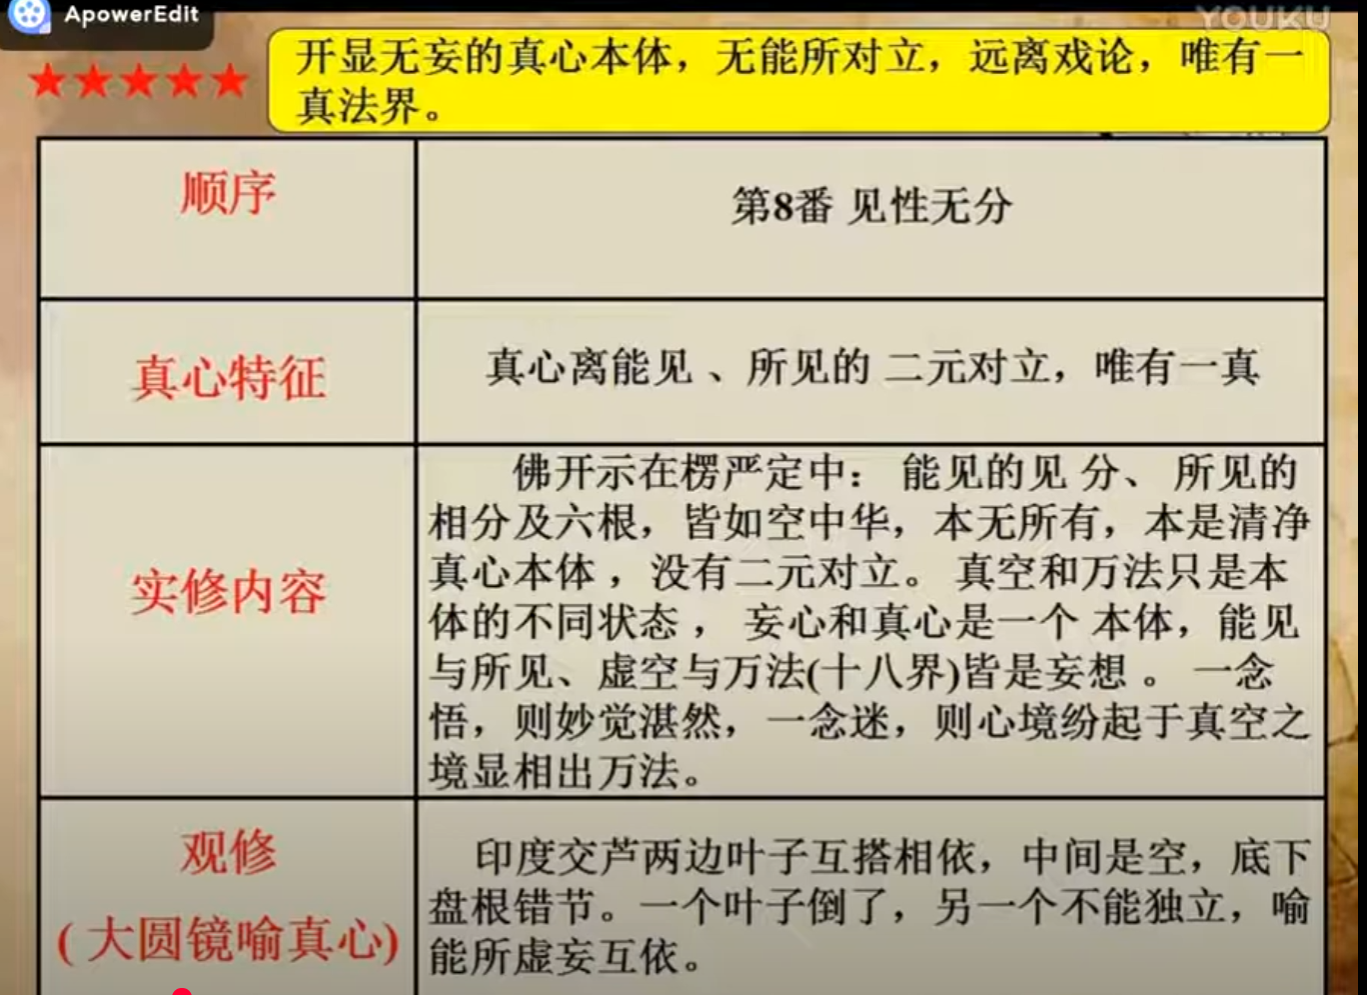 ApowerEdit
YOUKU
★★★★★
开显无妄的真心本体，无能所对立，远离戏论，唯有一
真法界。
顺序
第8番 见性无分
真心特征
真心离能见 、所见的 二元对立，唯有一真
实修内容
佛开示在楞严定中： 能见的见 分、 所见的
相分及六根，皆如空中华，本无所有，本是清净
真心本体 ，没有二元对立。 真空和万法只是本
体的不同状态 ， 妄心和真心是一个 本体，能见
与所见、虚空与万法(十八界)皆是妄想 。 一念
悟，则妙觉湛然，一念迷，则心境纷起于真空之
境显相出万法。
观修
( 大圆镜喻真心)
印度交芦两边叶子互搭相依，中间是空，底下
盘根错节。一个叶子倒了，另一个不能独立，喻
能所虚妄互依。